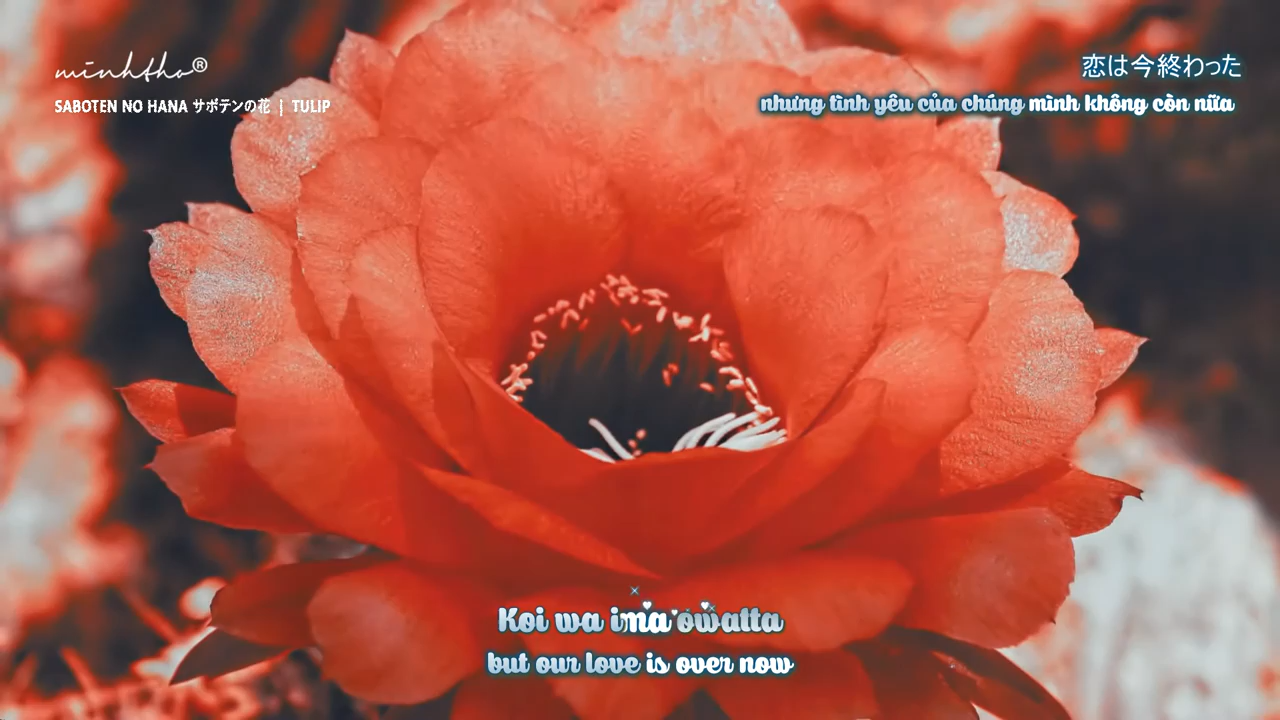 minhtho®
SABOTEN NO HANA サボテンの花 | TULIP
恋は今終わった
nhưng tình yêu của chúng mình không còn nữa
Koi wa ima owatta
but our love is over now